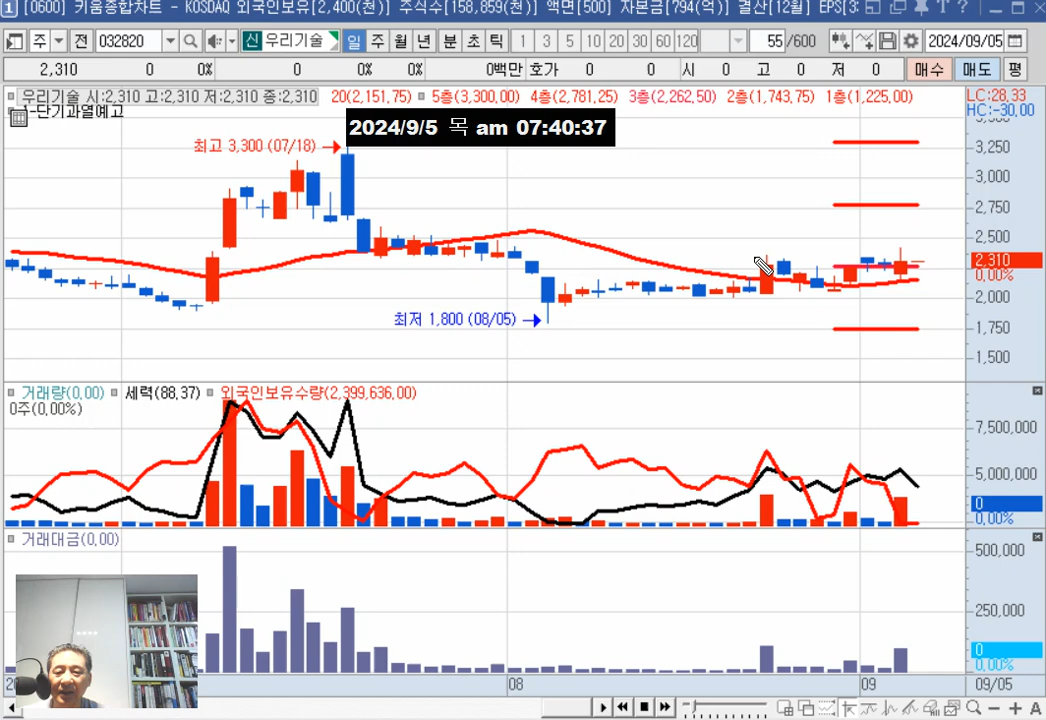 1 [0600] 키움종합차트 - KOSDAQ 외국인보유[2,400(천)] 주식수[158,859(천)] 액면[500] 자본금[794(억)] 결산[12월] EPS[3
주 전 032820 신 우리기술 일 주 월 년 분 초 틱 1 3 5 10 20 30 60 120 55 /600 2024/09/05
2,310 0 0% 0 0% 0% 0백만 호가 0 0 시 0 고 0 저 0 매수 매도 평
우리기술 시:2,310 고:2,310 저:2,310 종:2,310 20(2,151.75) 5층(3,300.00) 4층(2,781.25) 3층(2,262.50) 2층(1,743.75) 1층(1,225.00) LC:28.33
1-단기과열예고 HC:-30.00
2024/9/5 목 am 07:40:37
최고 3,300 (07/18)
3,250
3,000
2,750
2,500
2,310
0.00%
2,000
최저 1,800 (08/05)
1,750
1,500
거래량(0.00) 세력(88.37) 외국인보유수량(2,399,636.00)
0주(0.00%)
7,500,000
5,000,000
0
0.00%
거래대금(0.00)
500,000
250,000
0
0.00%
08 09 09/05
A